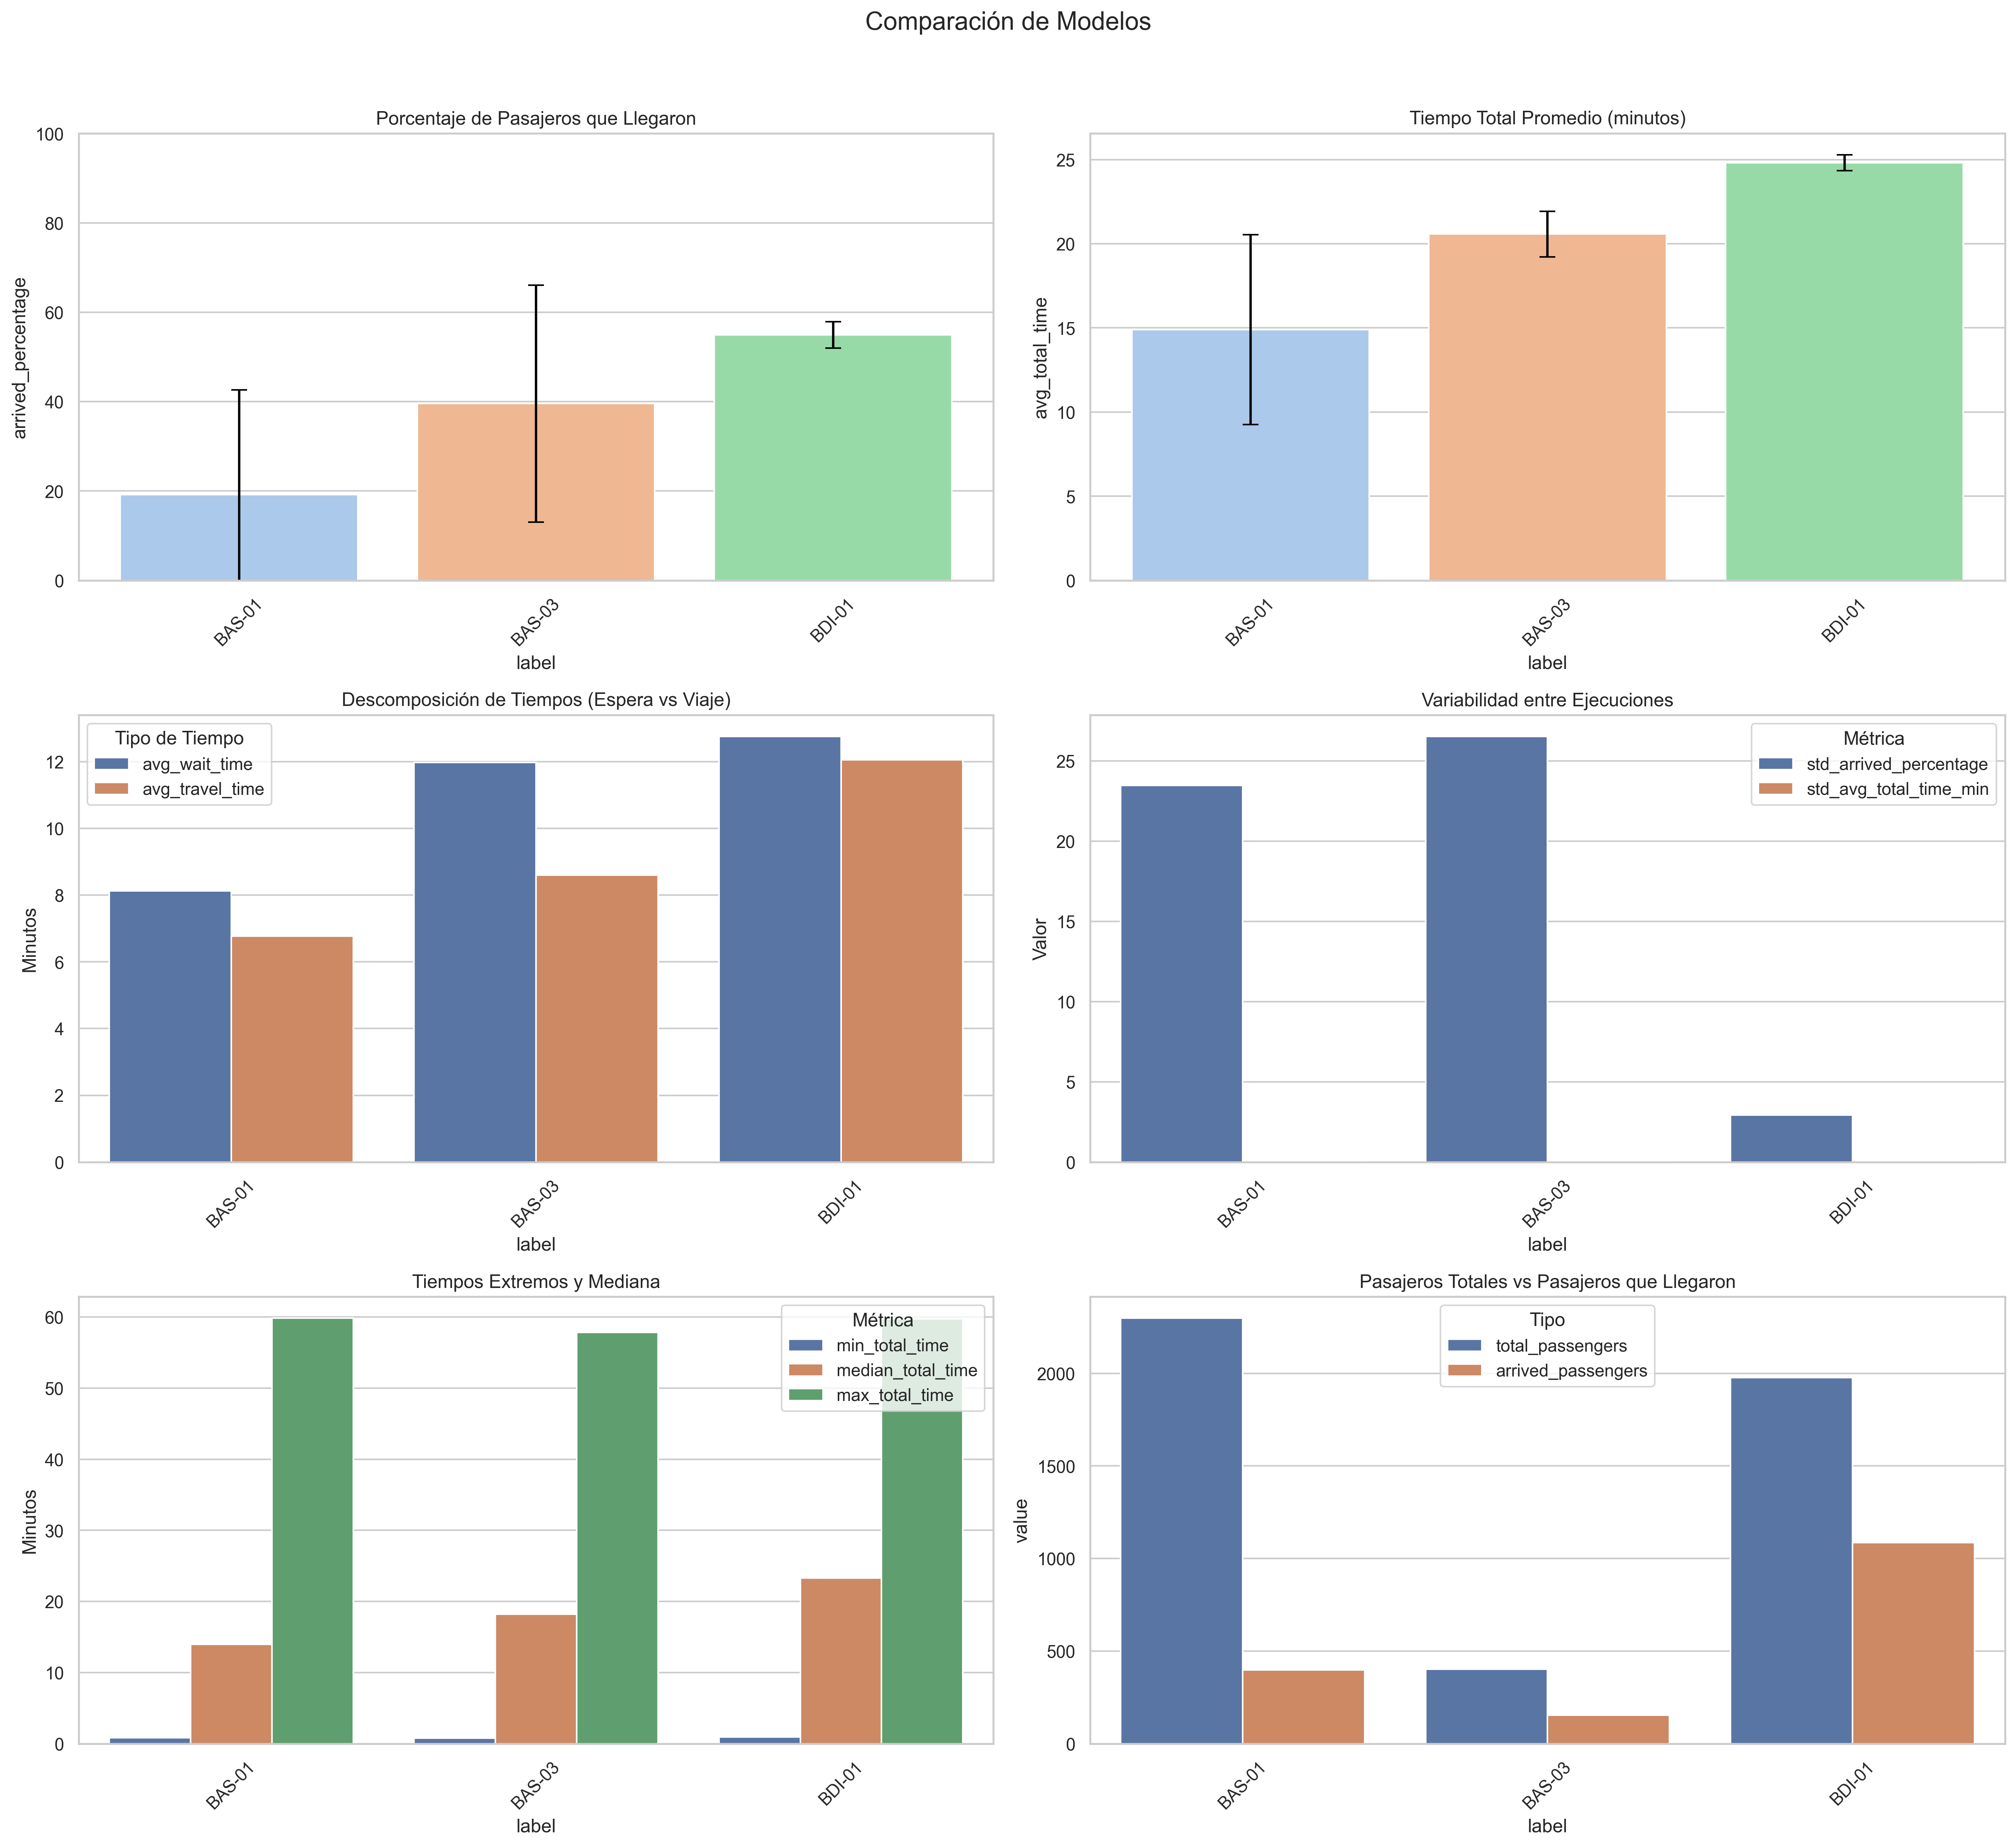 Comparación de Modelos
Porcentaje de Pasajeros que Llegaron
100
80
60
40
20
0
arrived_percentage
BAS-01
BAS-03
BDI-01
label
Tiempo Total Promedio (minutos)
25
20
15
10
5
0
avg_total_time
BAS-01
BAS-03
BDI-01
label
Descomposición de Tiempos (Espera vs Viaje)
Tipo de Tiempo
avg_wait_time
avg_travel_time
12
10
8
6
4
2
0
Minutos
BAS-01
BAS-03
BDI-01
label
Variabilidad entre Ejecuciones
Métrica
std_arrived_percentage
std_avg_total_time_min
25
20
15
10
5
0
Valor
BAS-01
BAS-03
BDI-01
label
Tiempos Extremos y Mediana
Métrica
min_total_time
median_total_time
max_total_time
60
50
40
30
20
10
0
Minutos
BAS-01
BAS-03
BDI-01
label
Pasajeros Totales vs Pasajeros que Llegaron
Tipo
total_passengers
arrived_passengers
2000
1500
1000
500
0
value
BAS-01
BAS-03
BDI-01
label